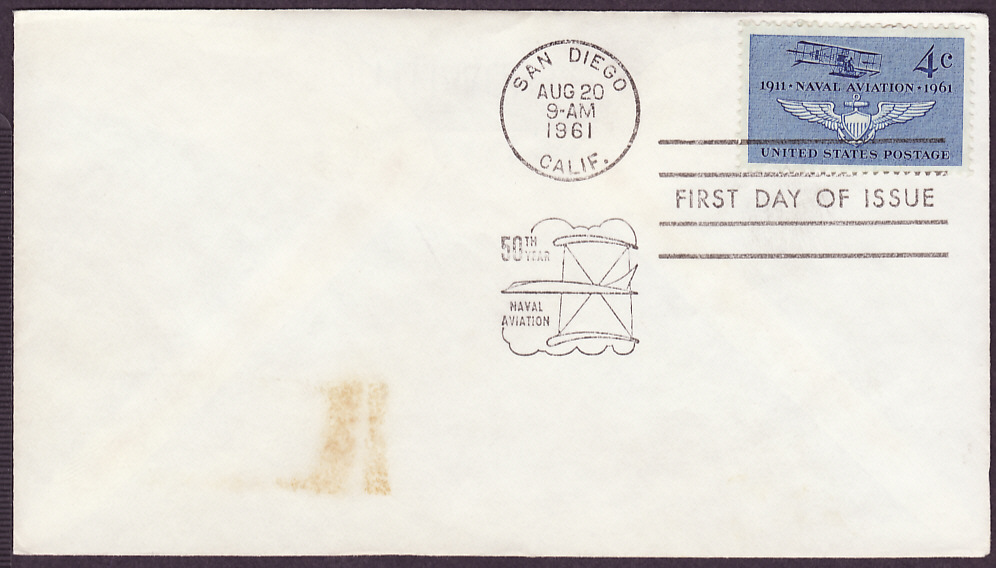 SAN DIEGO
AUG 20
9-AM
1961
CALIF.
4c
1911 · NAVAL AVIATION · 1961
UNITED STATES POSTAGE
FIRST DAY OF ISSUE
50TH
YEAR
NAVAL
AVIATION